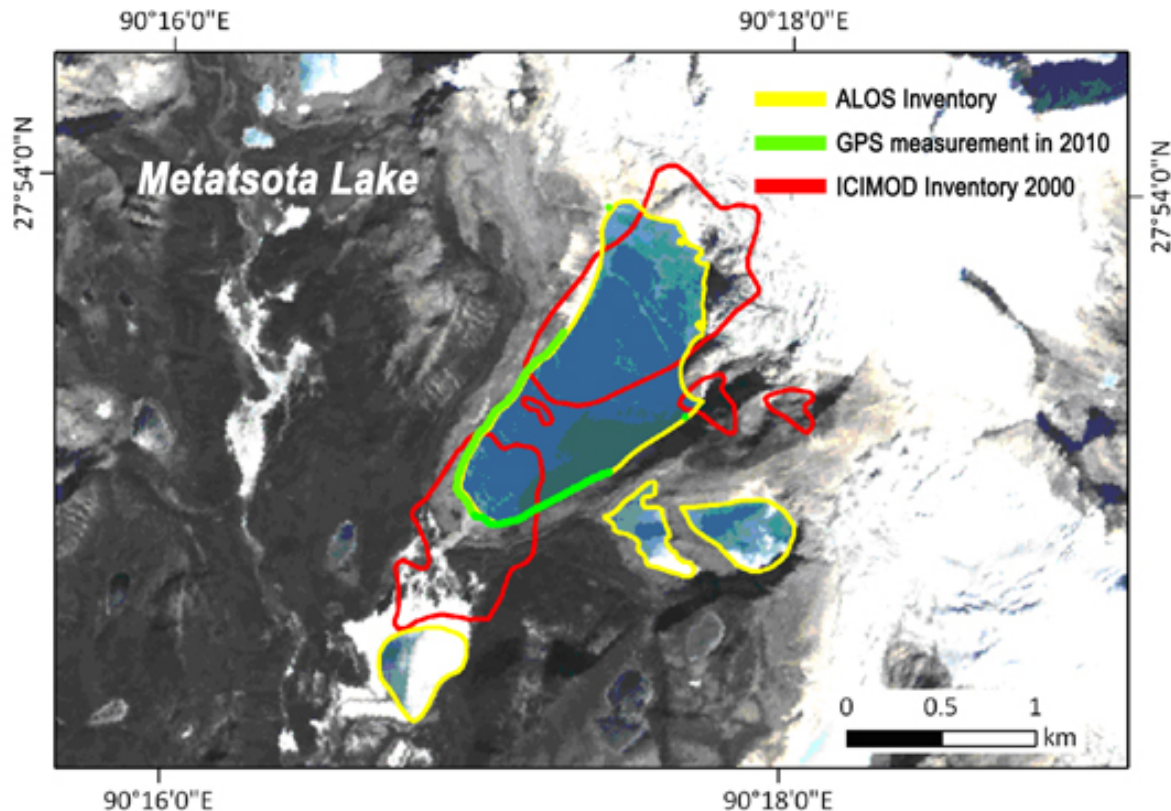 90°16'0"E 90°18'0"E
27°54'0"N
Metatsota Lake
ALOS Inventory
GPS measurement in 2010
ICIMOD Inventory 2000
27°54'0"N
0 0.5 1
km
90°16'0"E 90°18'0"E